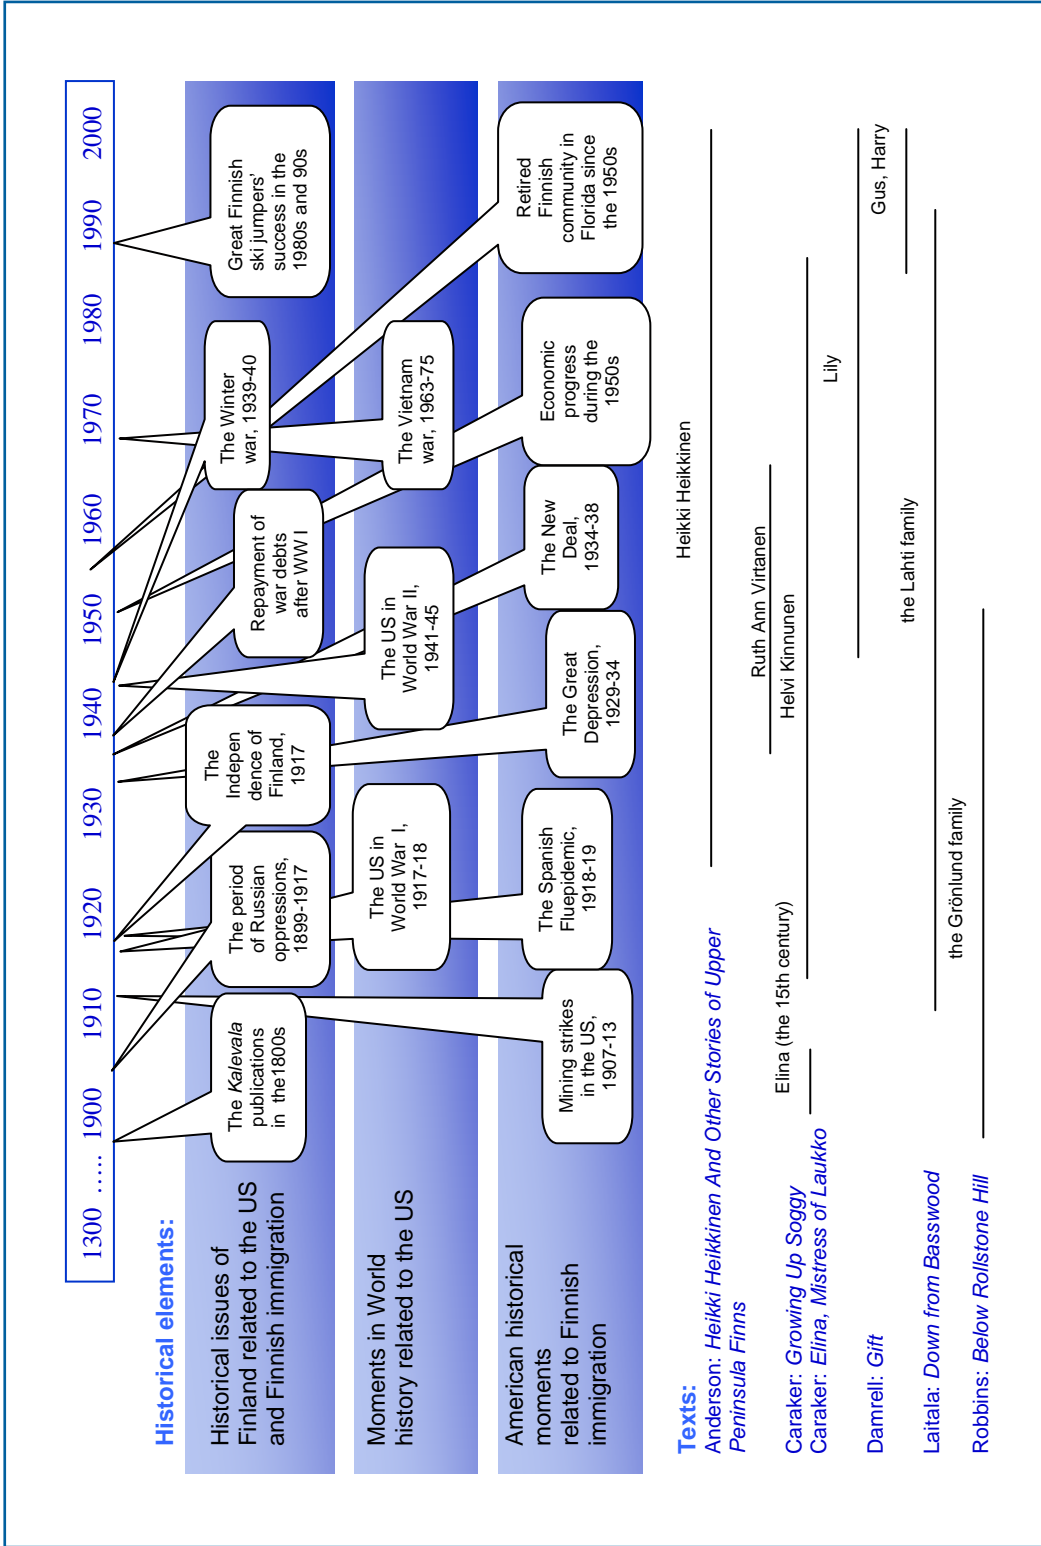 1300 ..... 1900 1910 1920 1930 1940 1950 1960 1970 1980 1990 2000
Historical elements:
Historical issues of
Finland related to the US
and Finnish immigration
The Kalevala
publications
in the1800s
The period
of Russian
oppressions,
1899-1917
The
Indepen
dence of
Finland,
1917
Repayment of
war debts
after WW I
The Winter
war, 1939-40
Great Finnish
ski jumpers’
success in the
1980s and 90s
Moments in World
history related to the US
The US in
World War I,
1917-18
The US in
World War II,
1941-45
The Vietnam
war, 1963-75
American historical
moments
related to Finnish
immigration
Mining strikes
in the US,
1907-13
The Spanish
Fluepidemic,
1918-19
The Great
Depression,
1929-34
The New
Deal,
1934-38
Economic
progress
during the
1950s
Retired
Finnish
community in
Florida since
the 1950s
Texts:
Anderson: Heikki Heikkinen And Other Stories of Upper
Peninsula Finns
Heikki Heikkinen
Caraker: Growing Up Soggy
Ruth Ann Virtanen
Helvi Kinnunen
Caraker: Elina, Mistress of Laukko
Elina (the 15th century)
Lily
Damrell: Gift
Gus, Harry
Laitala: Down from Basswood
the Lahti family
Robbins: Below Rollstone Hill
the Grönlund family